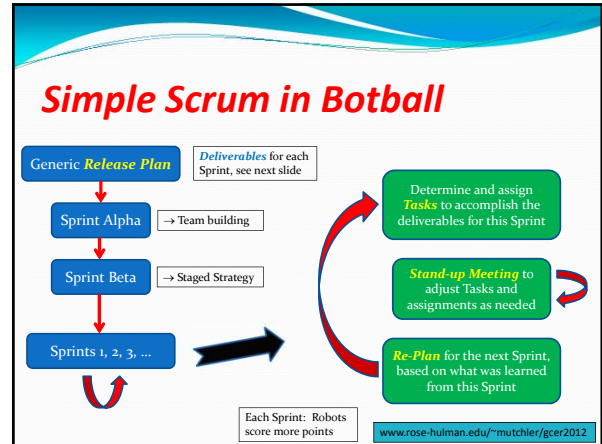 Simple Scrum in Botball
Generic Release Plan
Deliverables for each
Sprint, see next slide
Sprint Alpha
→ Team building
Sprint Beta
→ Staged Strategy
Sprints 1, 2, 3, ...
Determine and assign
Tasks to accomplish the
deliverables for this Sprint
Stand-up Meeting to
adjust Tasks and
assignments as needed
Re-Plan for the next Sprint,
based on what was learned
from this Sprint
Each Sprint: Robots
score more points
www.rose-hulman.edu/~mutchler/gcer2012